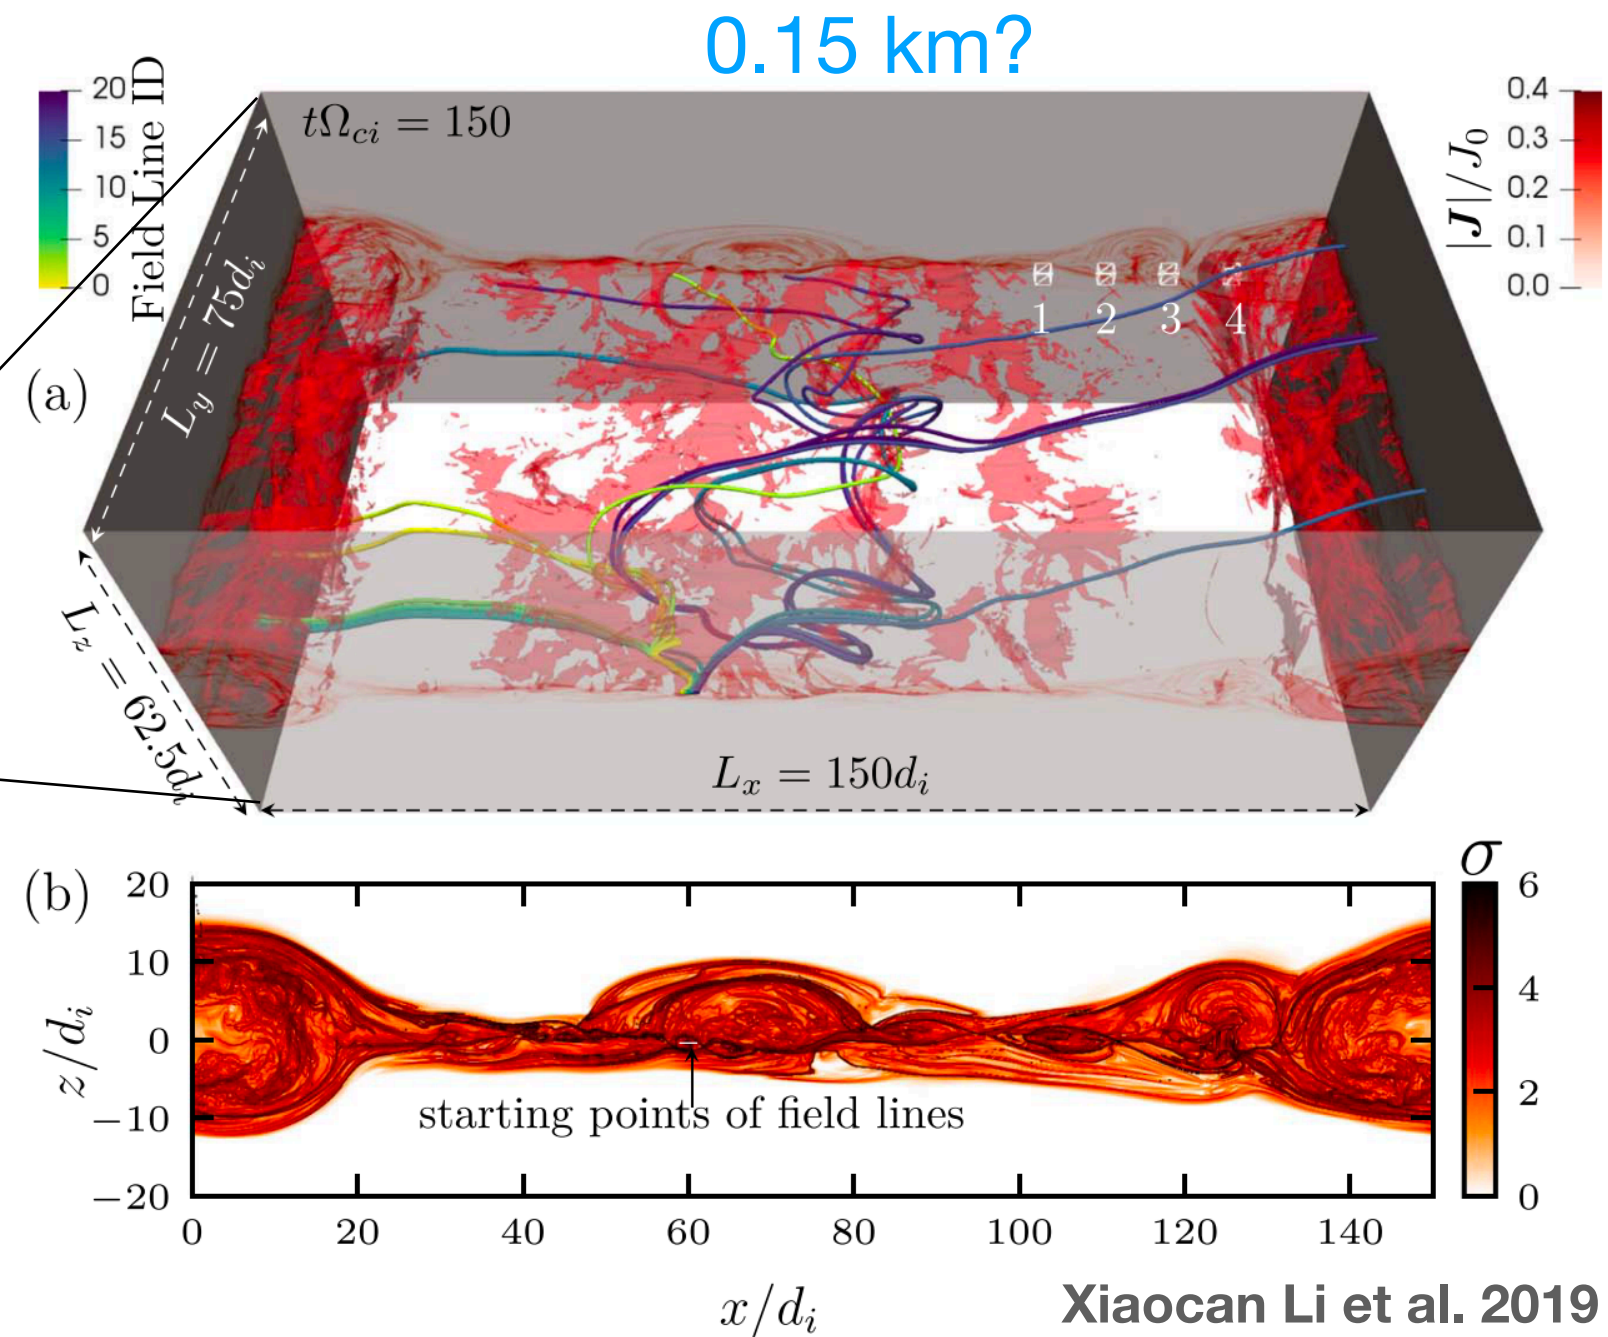 0.15 km?
20
15
10
5
0
Field Line ID
tΩ_{ci} = 150
|J|/J_0
0.4
0.3
0.2
0.1
0.0
1 2 3 4
(a)
L_y = 75d_i
L_z = 62.5d_i
L_x = 150d_i
(b)
20
10
0
−10
−20
z/d_i
starting points of field lines
σ
6
4
2
0
0 20 40 60 80 100 120 140
x/d_i
Xiaocan Li et al. 2019